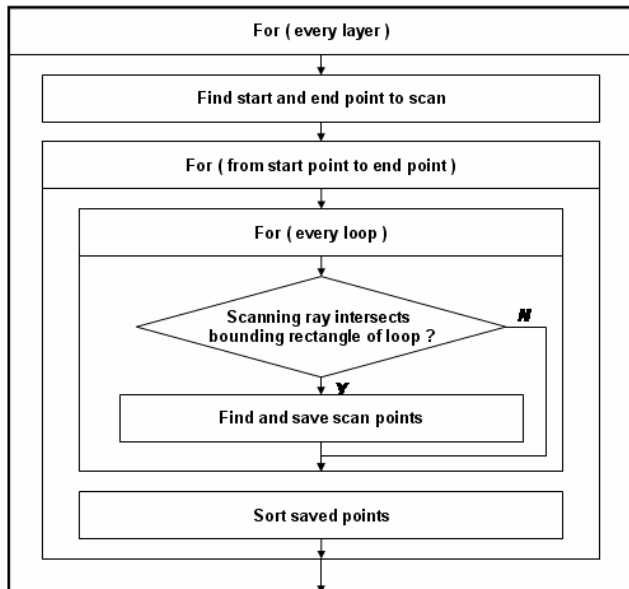 For ( every layer )
Find start and end point to scan
For ( from start point to end point )
For ( every loop )
Scanning ray intersects
bounding rectangle of loop ?
N
Y
Find and save scan points
Sort saved points